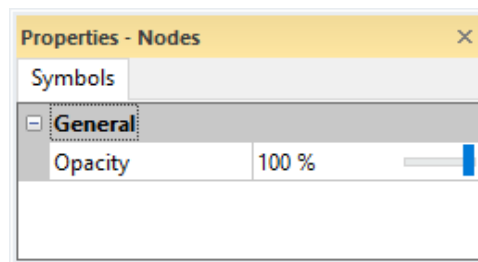 Properties - Nodes
Symbols
General
Opacity 100 %